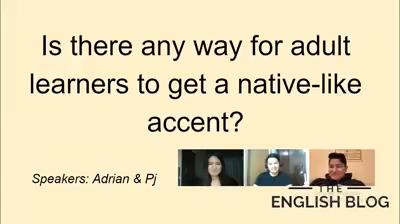 Is there any way for adult
learners to get a native-like
accent?
Speakers: Adrian & Pj
THE
ENGLISH BLOG